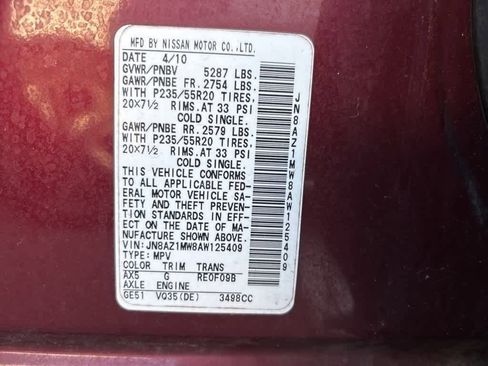 MFD BY NISSAN MOTOR CO.,LTD.
DATE 4/10
GVWR/PNBV 5287 LBS.
GAWR/PNBE FR.2754 LBS.
WITH P235/55R20 TIRES,
20X7½ RIMS.AT 33 PSI
COLD SINGLE.
GAWR/PNBE RR.2579 LBS.
WITH P235/55R20 TIRES,
20X7½ RIMS.AT 33 PSI
COLD SINGLE.
THIS VEHICLE CONFORMS
TO ALL APPLICABLE FED-
ERAL MOTOR VEHICLE SA-
FETY AND THEFT PREVEN-
TION STANDARDS IN EFF-
ECT ON THE DATE OF MA-
NUFACTURE SHOWN ABOVE.
VIN:JN8AZ1MW8AW125409
TYPE:MPV
COLOR TRIM TRANS
AX5 G RE0F09B
AXLE ENGINE
GE51 VQ35(DE) 3498CC
JN8AZ1MW8AW125409